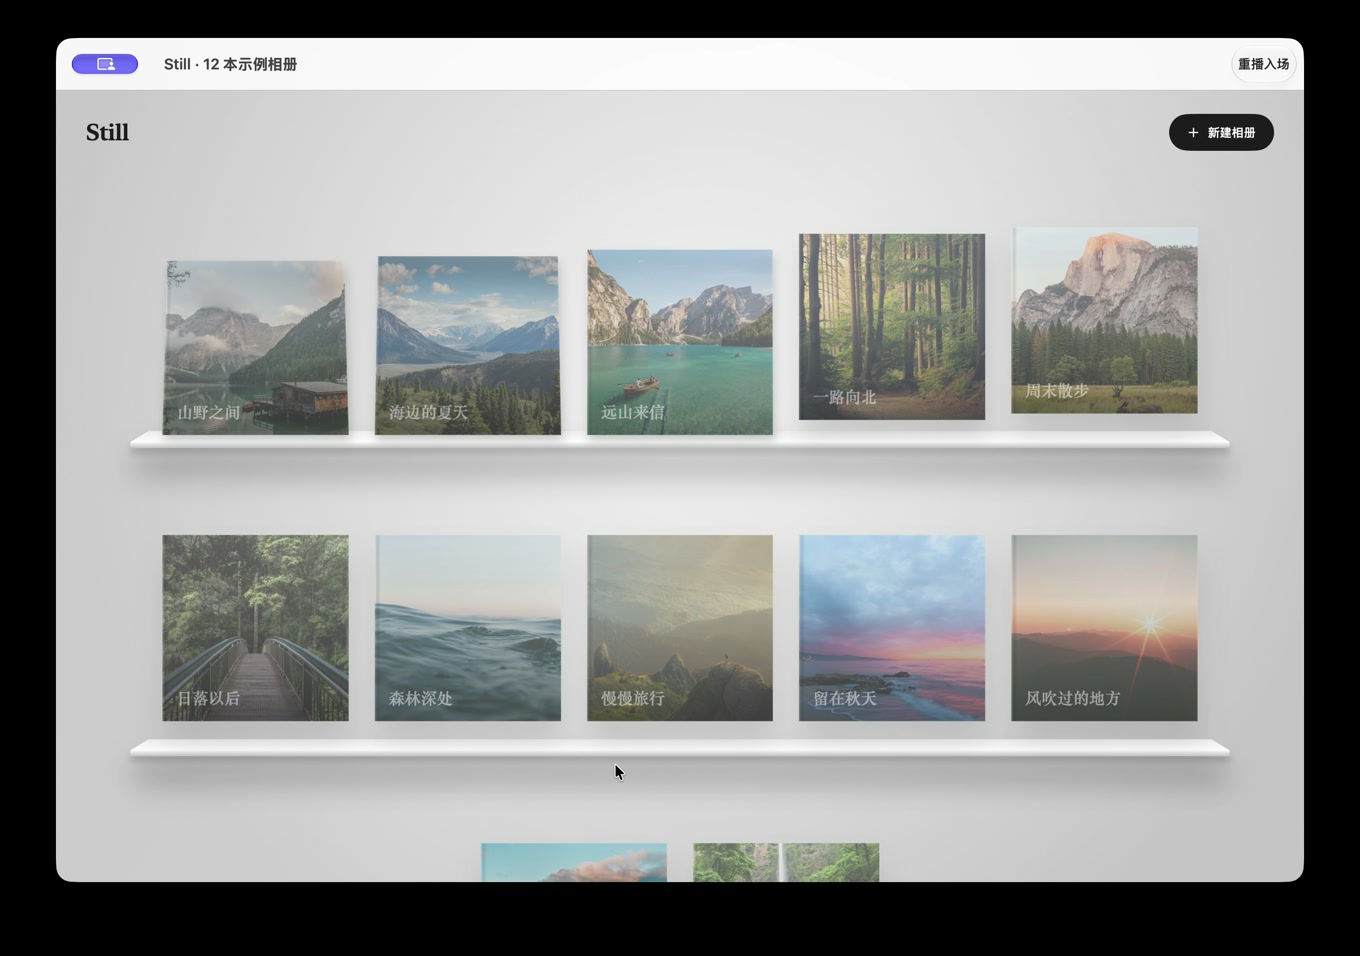 Still · 12 本示例相册
重播入场
Still
+ 新建相册
山野之间
海边的夏天
远山来信
一路向北
周末散步
日落以后
森林深处
慢慢旅行
留在秋天
风吹过的地方